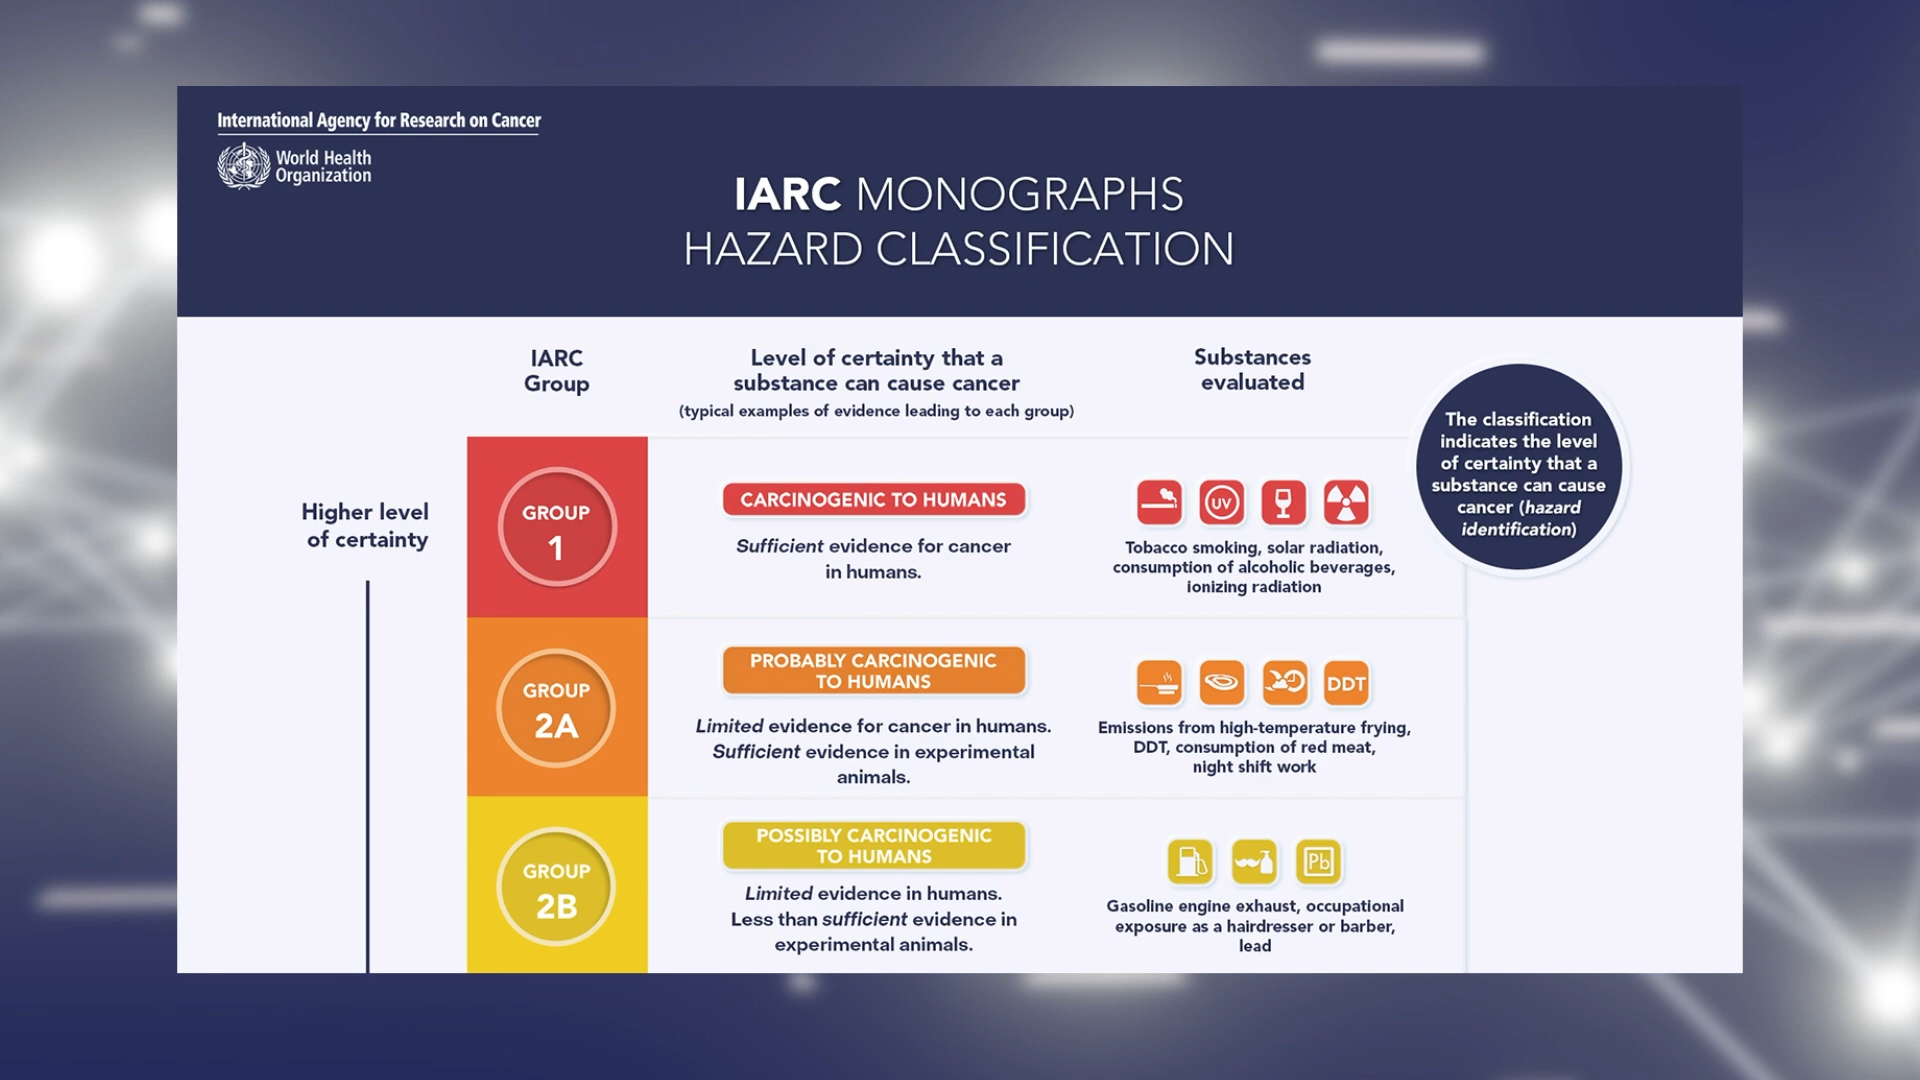 International Agency for Research on Cancer
World Health
Organization
IARC MONOGRAPHS
HAZARD CLASSIFICATION
IARC
Group
Level of certainty that a
substance can cause cancer
(typical examples of evidence leading to each group)
Substances
evaluated
The classification
indicates the level
of certainty that a
substance can cause
cancer (hazard
identification)
Higher level
of certainty
GROUP
1
CARCINOGENIC TO HUMANS
Sufficient evidence for cancer
in humans.
UV
Tobacco smoking, solar radiation,
consumption of alcoholic beverages,
ionizing radiation
GROUP
2A
PROBABLY CARCINOGENIC
TO HUMANS
Limited evidence for cancer in humans.
Sufficient evidence in experimental
animals.
DDT
Emissions from high-temperature frying,
DDT, consumption of red meat,
night shift work
GROUP
2B
POSSIBLY CARCINOGENIC
TO HUMANS
Limited evidence in humans.
Less than sufficient evidence in
experimental animals.
Pb
Gasoline engine exhaust, occupational
exposure as a hairdresser or barber,
lead